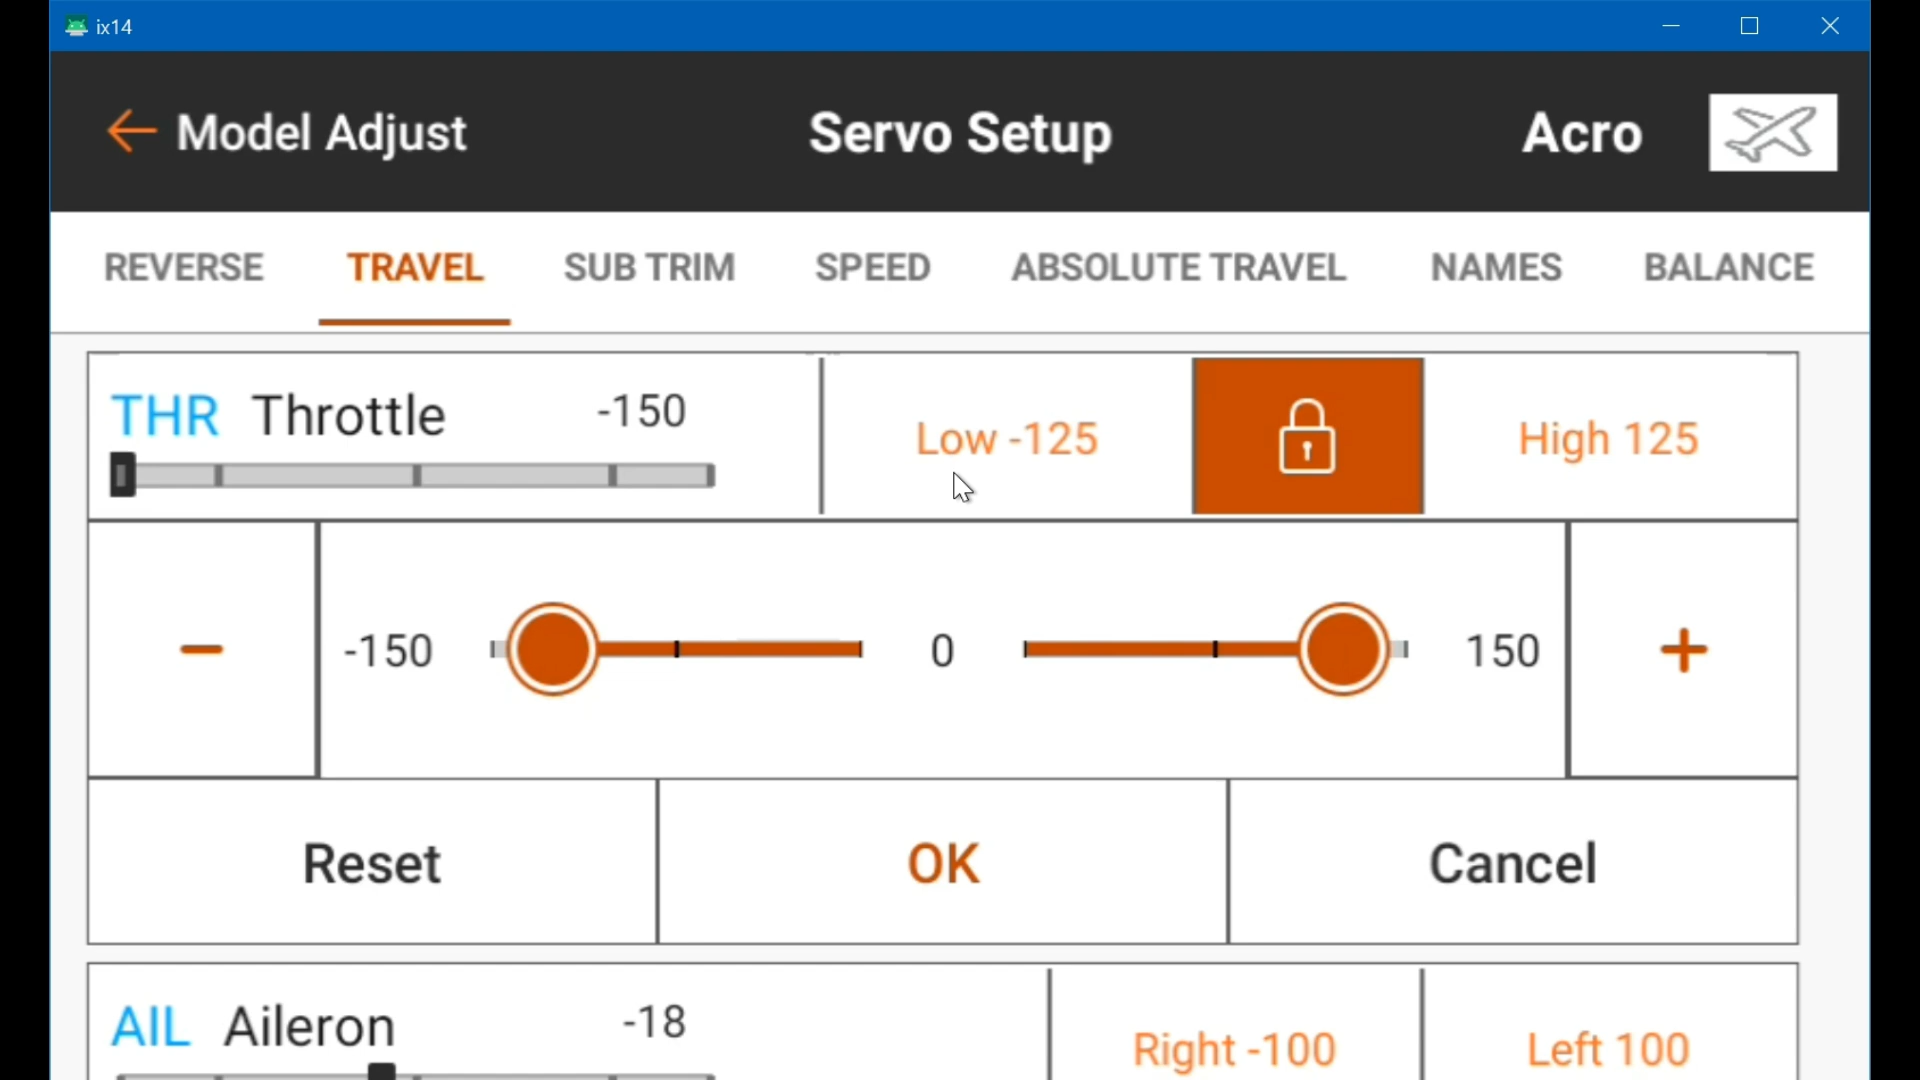 ix14
Model Adjust
Servo Setup
Acro
REVERSE
TRAVEL
SUB TRIM
SPEED
ABSOLUTE TRAVEL
NAMES
BALANCE
THR Throttle -150
Low -125
High 125
-150
0
150
Reset
OK
Cancel
AIL Aileron -18
Right -100
Left 100